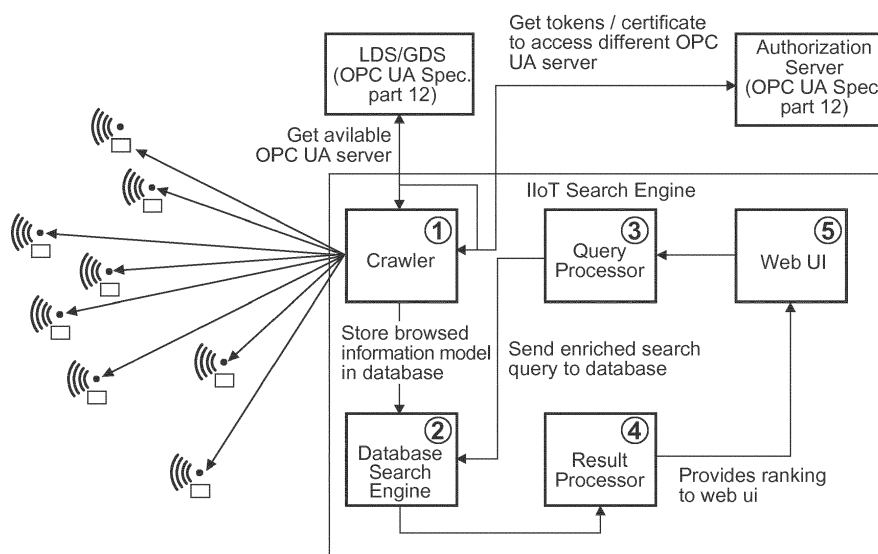 Get tokens / certificate
to access different OPC
UA server
LDS/GDS
(OPC UA Spec.
part 12)
Authorization
Server
(OPC UA Spec.
part 12)
Get avilable
OPC UA server
IIoT Search Engine
1
Crawler
3
Query
Processor
5
Web UI
Store browsed
information model
in database
Send enriched search
query to database
2
Database
Search
Engine
4
Result
Processor
Provides ranking
to web ui